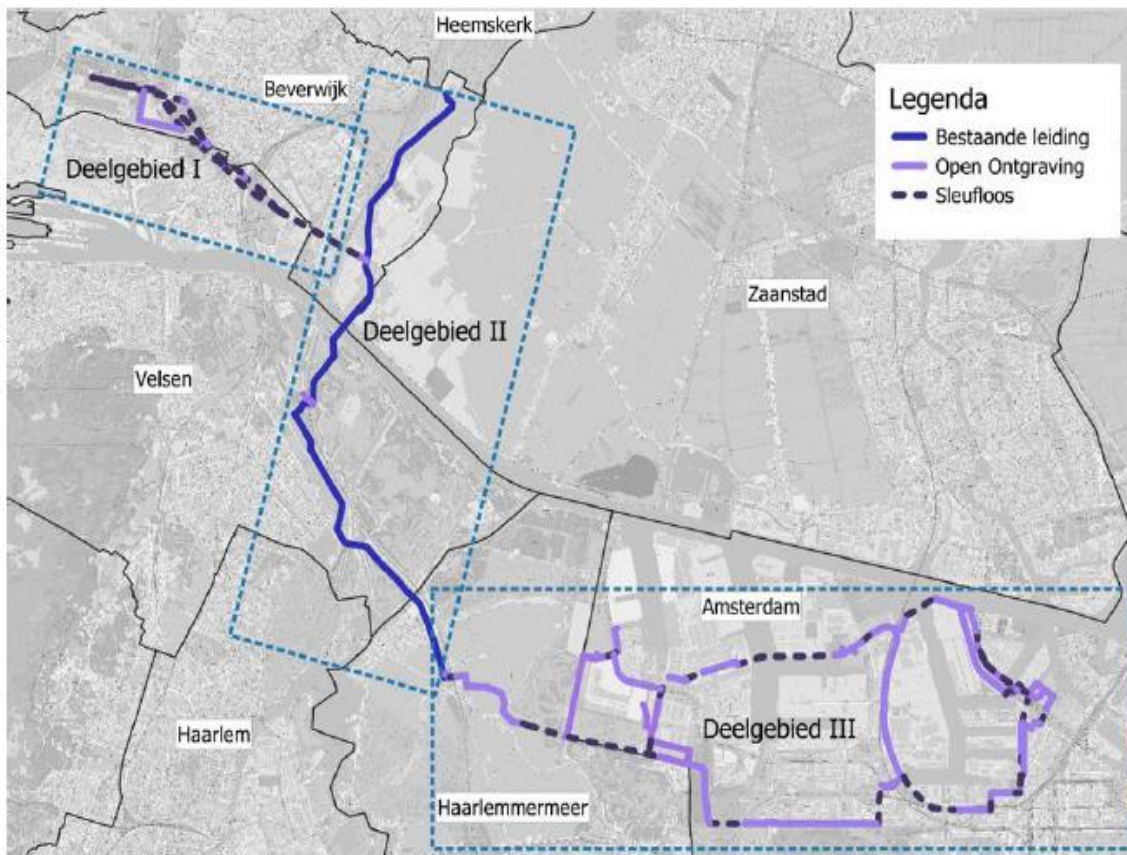 Heemskerk
Beverwijk
Legenda
Bestaande leiding
Open Ontgraving
Sleufloos
Deelgebied I
Zaanstad
Deelgebied II
Velsen
Amsterdam
Deelgebied III
Haarlem
Haarlemmermeer